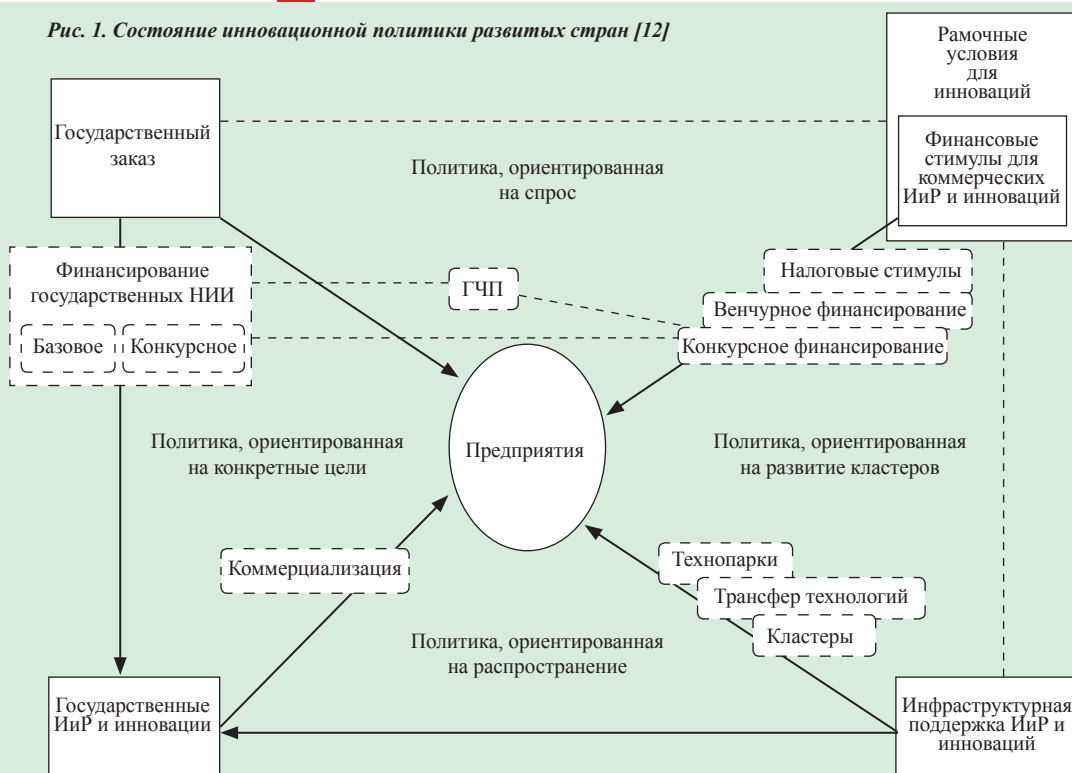 Рис. 1. Состояние инновационной политики развитых стран [12]
Государственный
заказ
Рамочные
условия
для
инноваций
Финансовые
стимулы для
коммерческих
ИиР и инноваций
Политика, ориентированная
на спрос
Финансирование
государственных НИИ
Базовое
Конкурсное
ГЧП
Налоговые стимулы
Венчурное финансирование
Конкурсное финансирование
Политика, ориентированная
на конкретные цели
Предприятия
Политика, ориентированная
на развитие кластеров
Коммерциализация
Технопарки
Трансфер технологий
Кластеры
Политика, ориентированная
на распространение
Государственные
ИиР и инновации
Инфраструктурная
поддержка ИиР и
инноваций